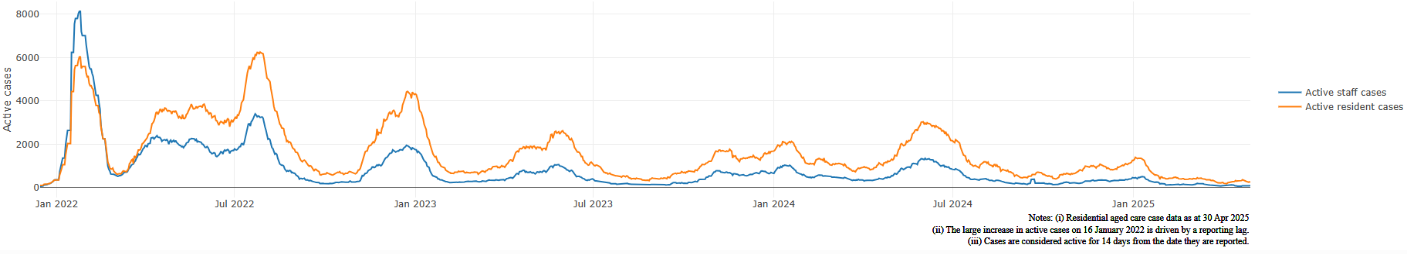 8000
6000
4000
2000
0
Active cases
Jan 2022
Jul 2022
Jan 2023
Jul 2023
Jan 2024
Jul 2024
Jan 2025
Active staff cases
Active resident cases
Notes: (i) Residential aged care case data as at 30 Apr 2025
(ii) The large increase in active cases on 16 January 2022 is driven by a reporting lag.
(iii) Cases are considered active for 14 days from the date they are reported.